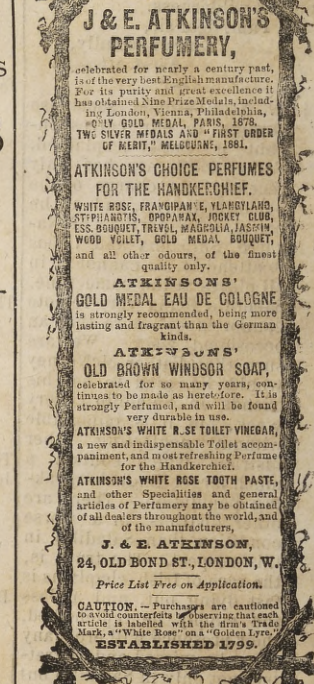 J & E. ATKINSON'S
PERFUMERY,
celebrated for nearly a century past,
is of the very best English manufacture.
For its purity and great excellence it
has obtained Nine Prize Medals, includ-
ing London, Vienna, Philadelphia,
ONLY GOLD MEDAL, PARIS, 1878.
TWO SILVER MEDALS AND "FIRST ORDER
OF MERIT," MELBOURNE, 1881.
ATKINSON'S CHOICE PERFUMES
FOR THE HANDKERCHIEF.
WHITE ROSE, FRANGIPANNE, YLANGYLANG,
STEPHANOTIS, OPOPANAX, JOCKEY CLUB,
ESS. BOUQUET, TREVOL, MAGNOLIA, JASMIN,
WOOD VOILET, GOLD MEDAL BOUQUET,
and all other odours, of the finest
quality only.
ATKINSONS'
GOLD MEDAL EAU DE COLOGNE
is strongly recommended, being more
lasting and fragrant than the German
kinds.
ATKINSONS'
OLD BROWN WINDSOR SOAP,
celebrated for so many years, con-
tinues to be made as heretofore. It is
strongly Perfumed, and will be found
very durable in use.
ATKINSON'S WHITE ROSE TOILET VINEGAR,
a new and indispensable Toilet accom-
paniment, and most refreshing Perfume
for the Handkerchief.
ATKINSON'S WHITE ROSE TOOTH PASTE,
and other Specialities and general
articles of Perfumery may be obtained
of all dealers throughout the world, and
of the manufacturers,
J. & E. ATKINSON,
24, OLD BOND ST., LONDON, W.
Price List Free on Application.
CAUTION. — Purchasers are cautioned
to avoid counterfeits by observing that each
article is labelled with the firm's Trade
Mark, a "White Rose" on a "Golden Lyre."
ESTABLISHED 1799.